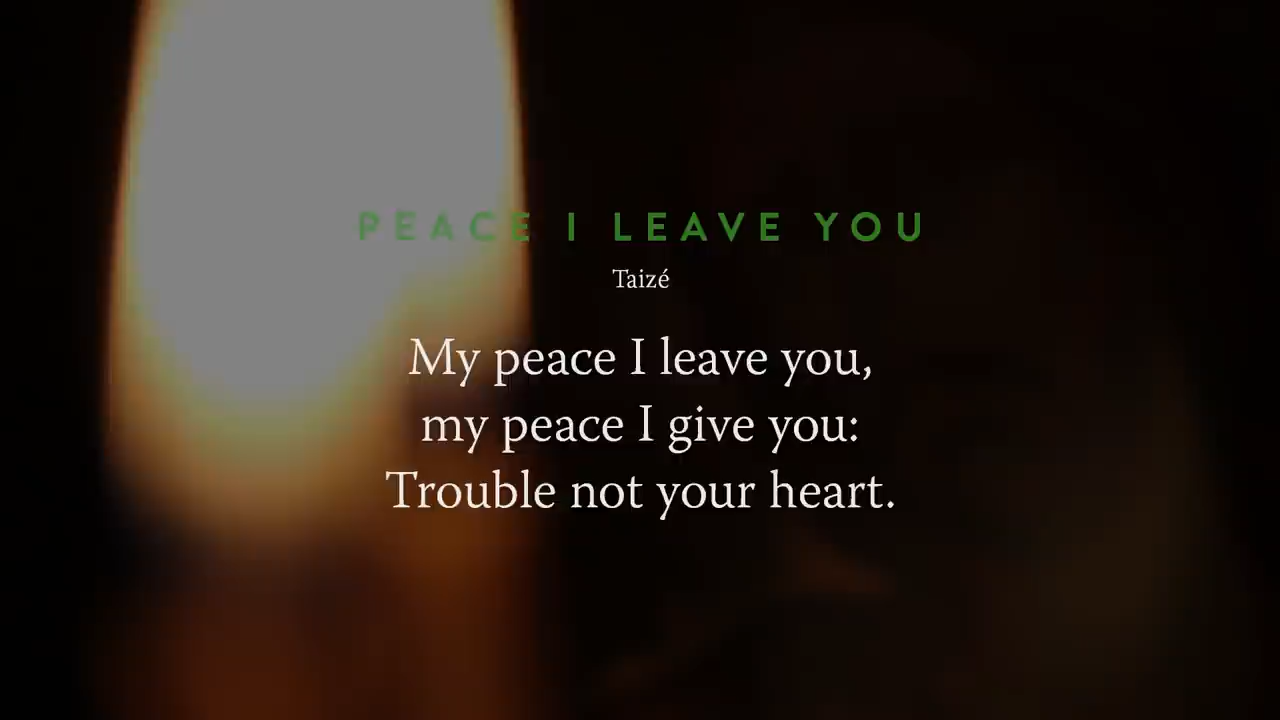 PEACE I LEAVE YOU
Taizé
My peace I leave you,
my peace I give you:
Trouble not your heart.